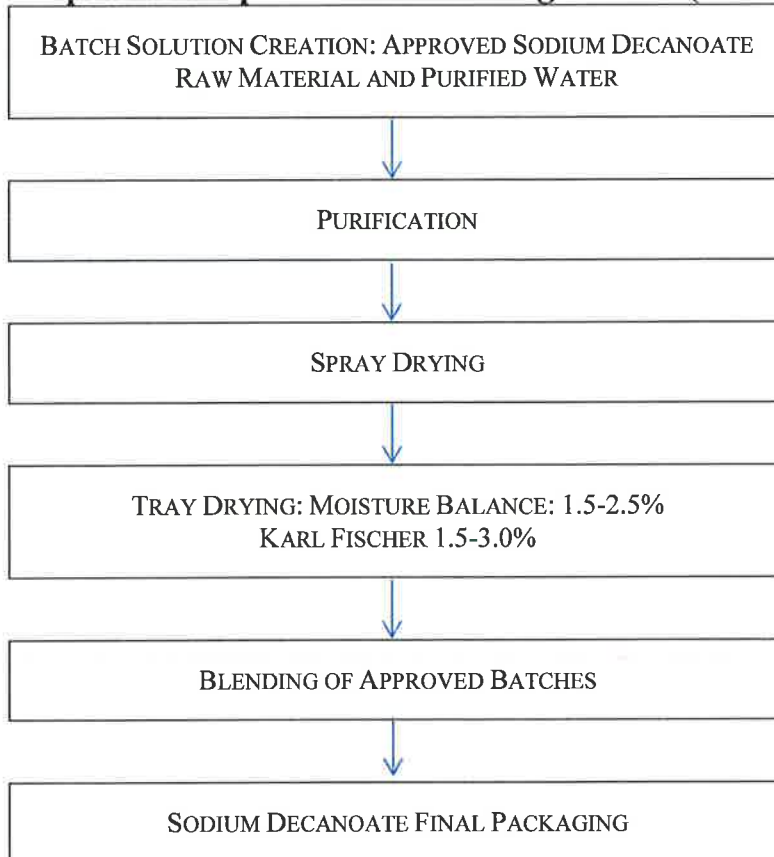 BATCH SOLUTION CREATION: APPROVED SODIUM DECANOATE
RAW MATERIAL AND PURIFIED WATER
PURIFICATION
SPRAY DRYING
TRAY DRYING: MOISTURE BALANCE: 1.5-2.5%
KARL FISCHER 1.5-3.0%
BLENDING OF APPROVED BATCHES
SODIUM DECANOATE FINAL PACKAGING